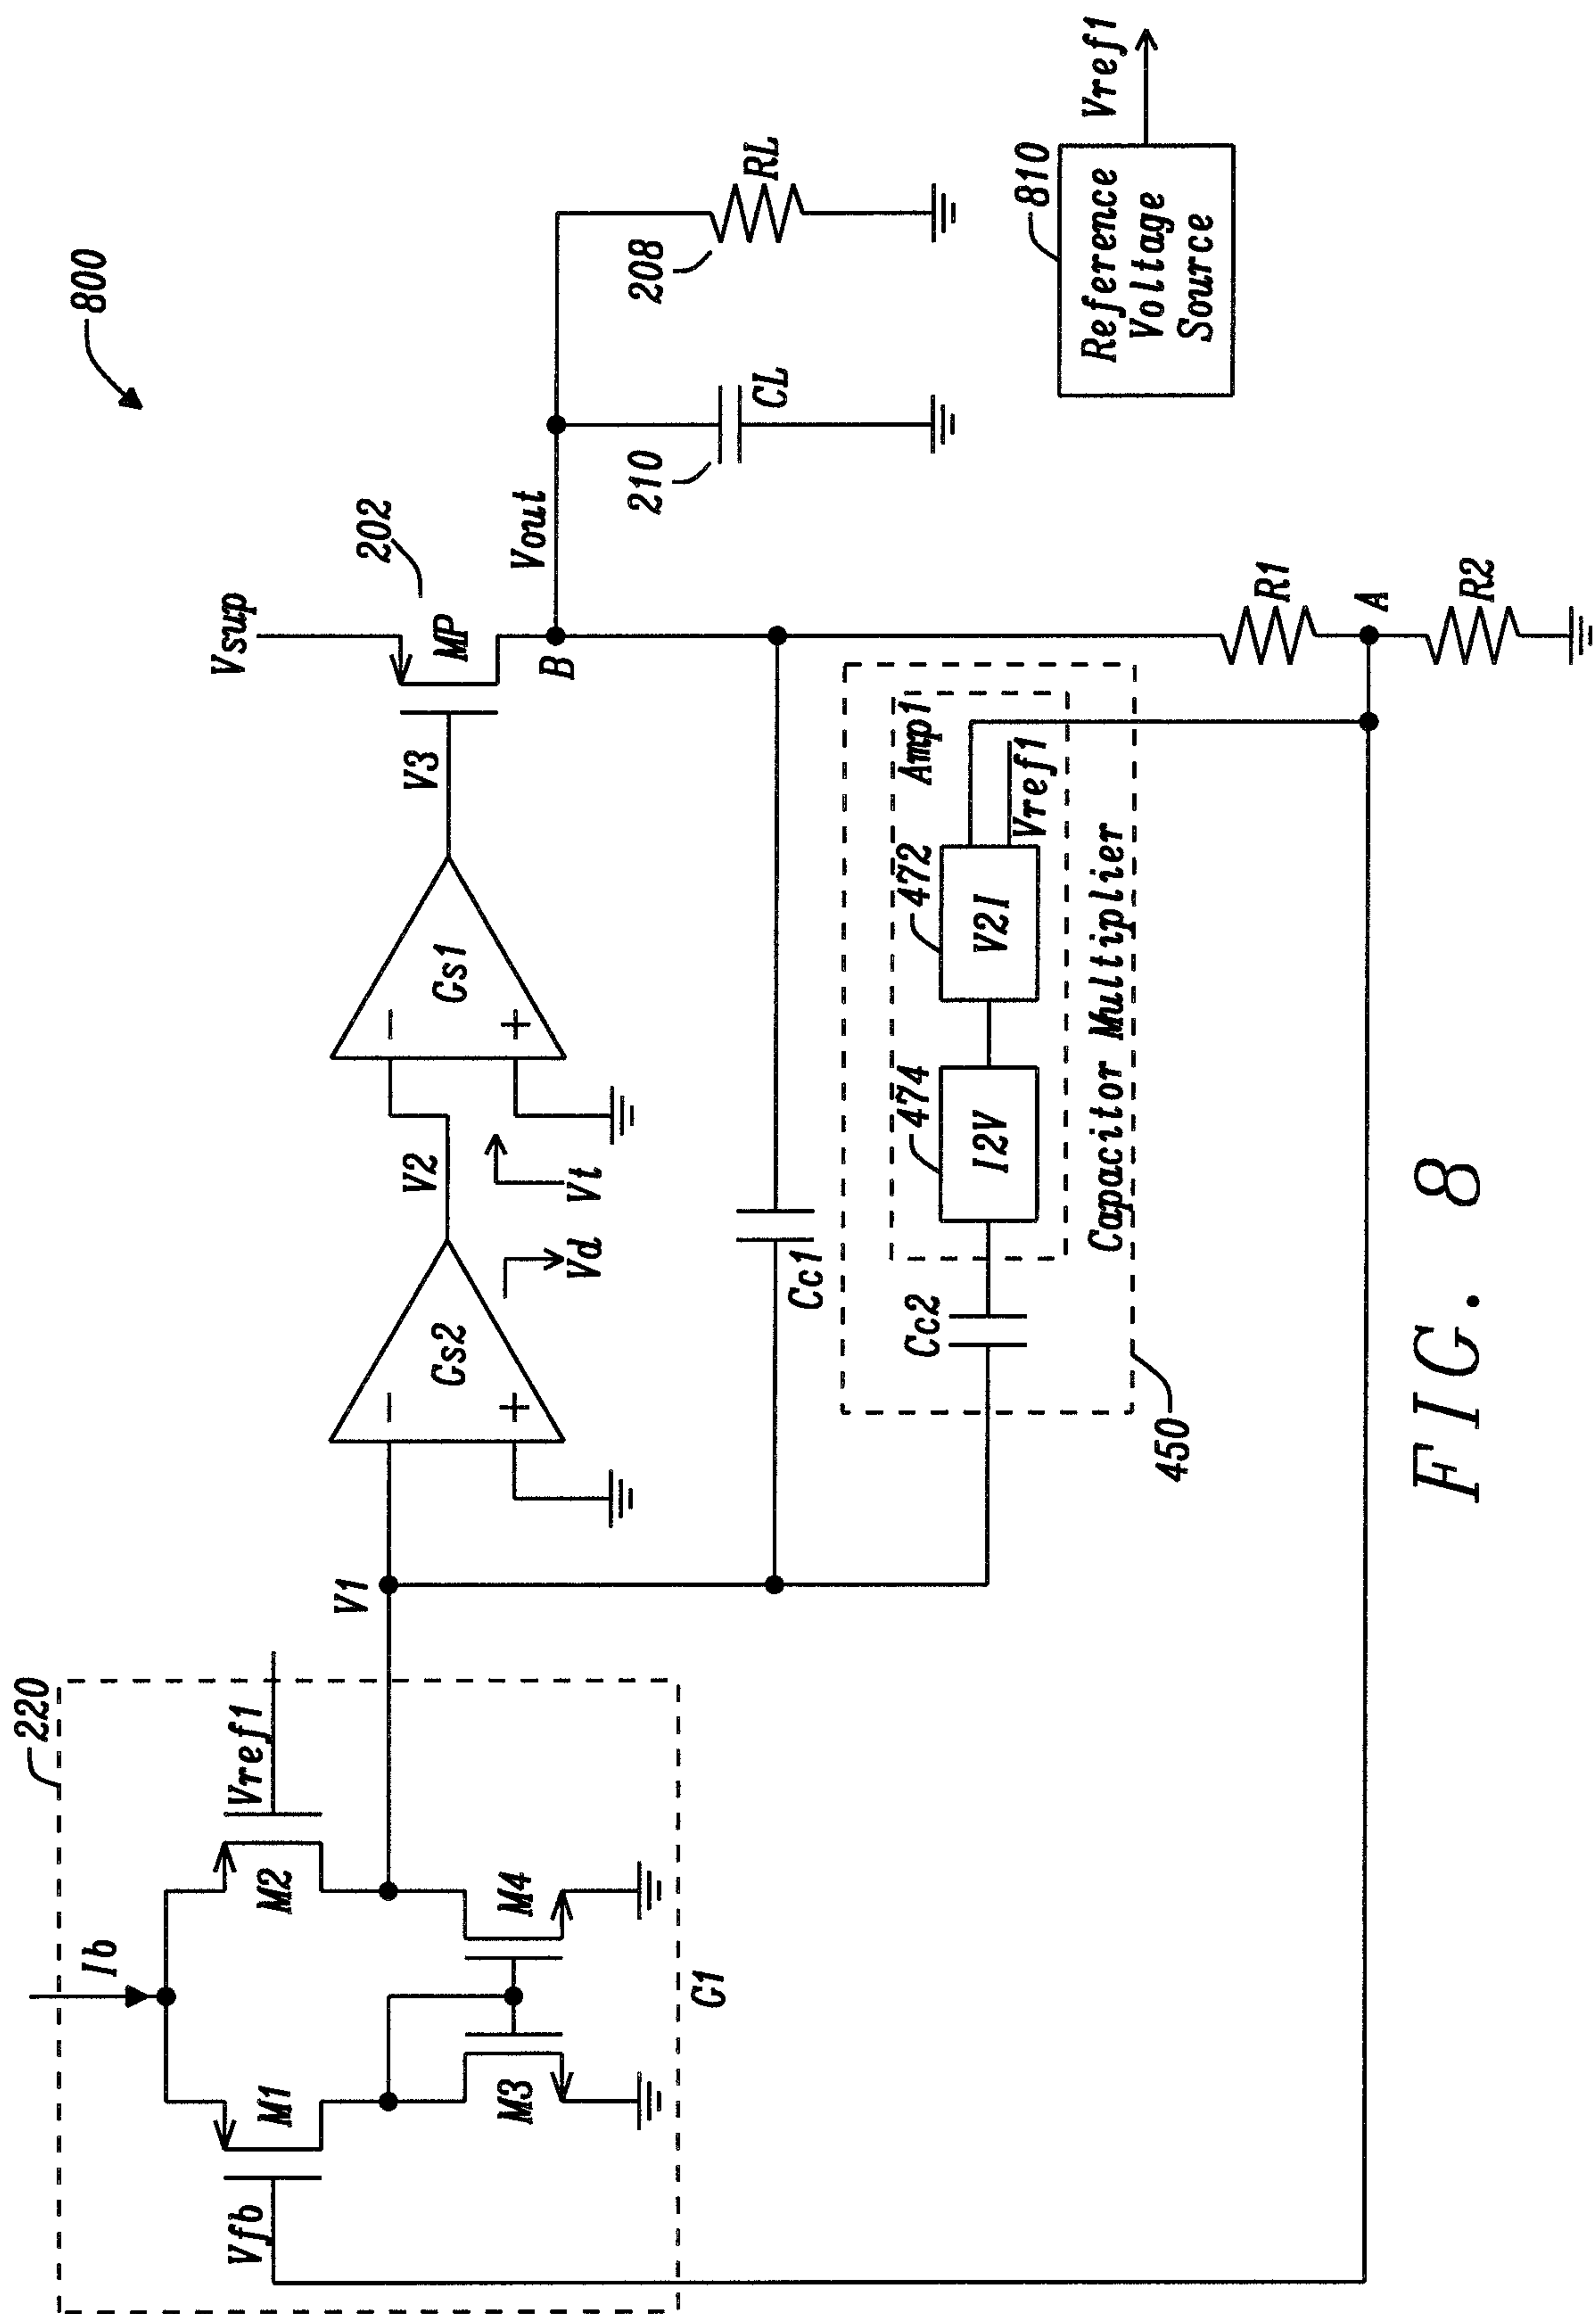 800
220
Ib
Vfb
M1
M2
Vref1
M3
M4
G1
V1
Gs2
V2
Vd
Vt
Gs1
V3
Vsup
MP
202
B
Vout
210
CL
208
RL
Cc1
Cc2
474
I2V
472
V2I
Amp1
Vref1
Capacitor Multiplier
450
R1
A
R2
810
Reference
Voltage
Source
Vref1
FIG. 8